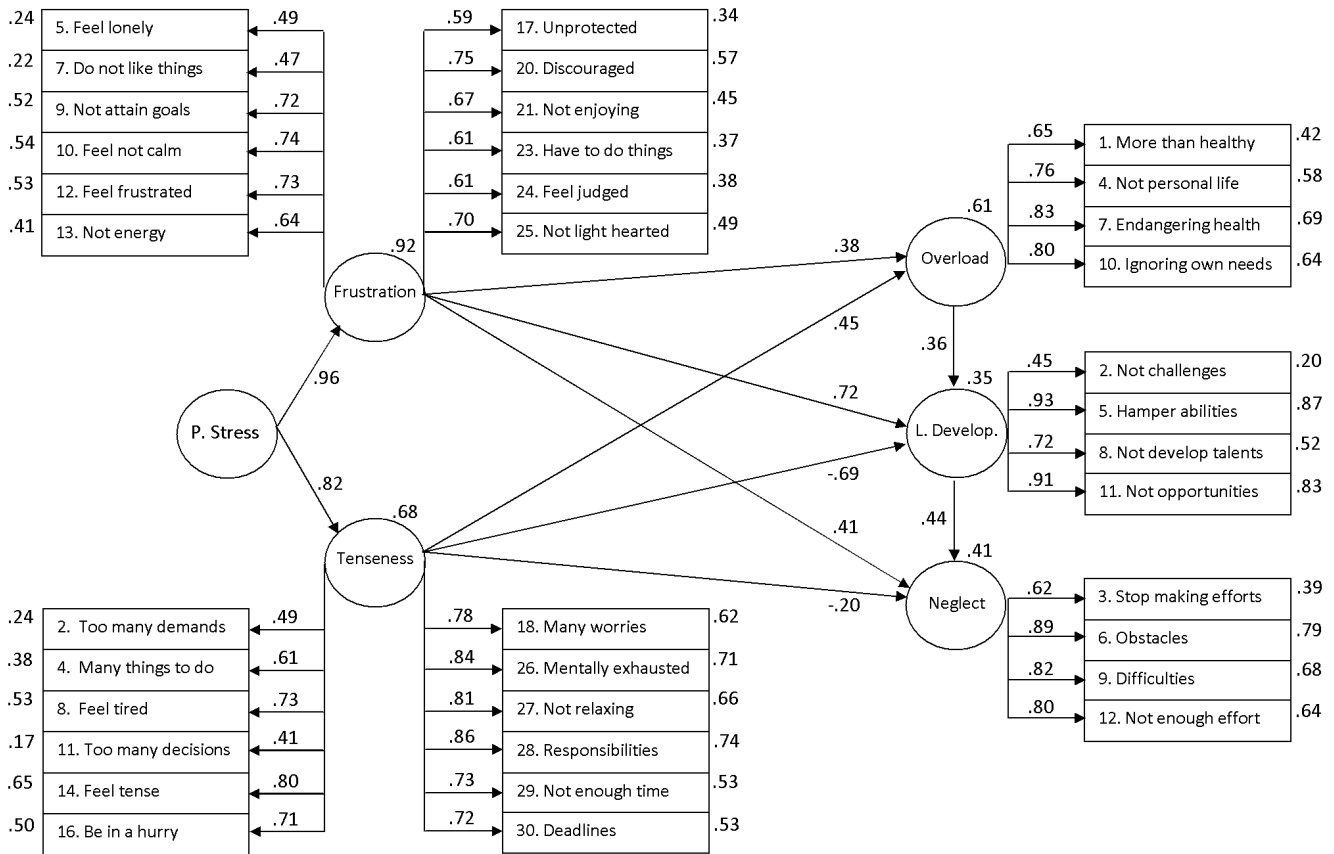 .24 5. Feel lonely .49
.22 7. Do not like things .47
.52 9. Not attain goals .72
.54 10. Feel not calm .74
.53 12. Feel frustrated .73
.41 13. Not energy .64
.59 17. Unprotected .34
.75 20. Discouraged .57
.67 21. Not enjoying .45
.61 23. Have to do things .37
.61 24. Feel judged .38
.70 25. Not light hearted .49
.92
Frustration
.96
P. Stress
.82
.68
Tenseness
.24 2. Too many demands .49
.38 4. Many things to do .61
.53 8. Feel tired .73
.17 11. Too many decisions .41
.65 14. Feel tense .80
.50 16. Be in a hurry .71
.78 18. Many worries .62
.84 26. Mentally exhausted .71
.81 27. Not relaxing .66
.86 28. Responsibilities .74
.73 29. Not enough time .53
.72 30. Deadlines .53
.38
.45
.72
-.69
.41
-.20
.61
Overload
.36
.35
L. Develop.
.44
.41
Neglect
.65 1. More than healthy .42
.76 4. Not personal life .58
.83 7. Endangering health .69
.80 10. Ignoring own needs .64
.45 2. Not challenges .20
.93 5. Hamper abilities .87
.72 8. Not develop talents .52
.91 11. Not opportunities .83
.62 3. Stop making efforts .39
.89 6. Obstacles .79
.82 9. Difficulties .68
.80 12. Not enough effort .64